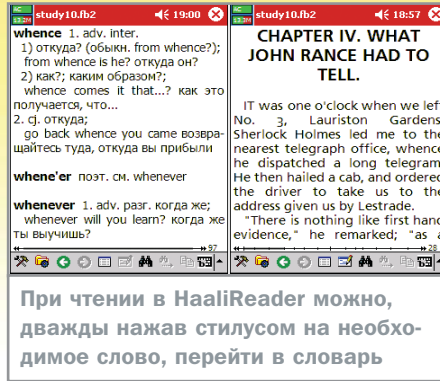 study10.fb2 19:00
whence 1. adv. inter.
1) откуда? (обыкн. from whence?);
from whence is he? откуда он?
2) как?; каким образом?;
whence comes it that...? как это
получается, что...
2. cj. откуда;
go back whence you came возвра-
щайтесь туда, откуда вы прибыли
whene'er поэт. см. whenever
whenever 1. adv. разг. когда же;
whenever will you learn? когда же
ты выучишь?
97
study10.fb2 18:57
CHAPTER IV. WHAT
JOHN RANCE HAD TO
TELL.
IT was one o'clock when we left
No. 3, Lauriston Gardens
Sherlock Holmes led me to the
nearest telegraph office, whence
he dispatched a long telegram.
He then hailed a cab, and ordered
the driver to take us to the
address given us by Lestrade.
"There is nothing like first hand
evidence," he remarked; "as a
28
При чтении в HaaliReader можно,
дважды нажав стилусом на необхо-
димое слово, перейти в словарь